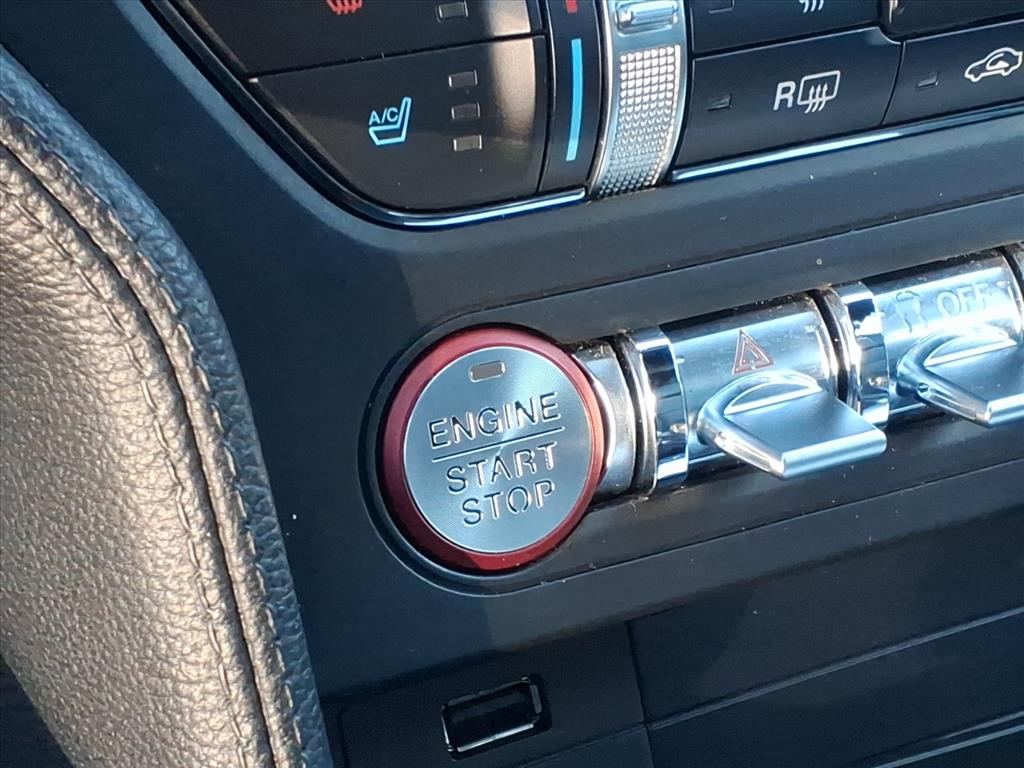 A/C
R
OFF
ENGINE
START
STOP